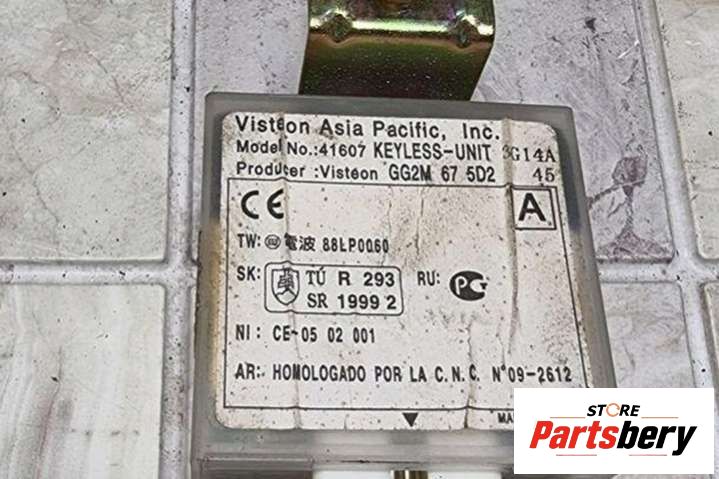 Visteon Asia Pacific, Inc.
Model No.:41607 KEYLESS-UNIT 3G14A
Producer :Visteon GG2M 67 5D2 45
CE A
TW: 電波 88LP0060
SK: TÚ R 293
SR 1999 2
RU: PG
NI: CE-05 02 001
AR: HOMOLOGADO POR LA C.N.C. N°09-2612
STORE
Partsbery